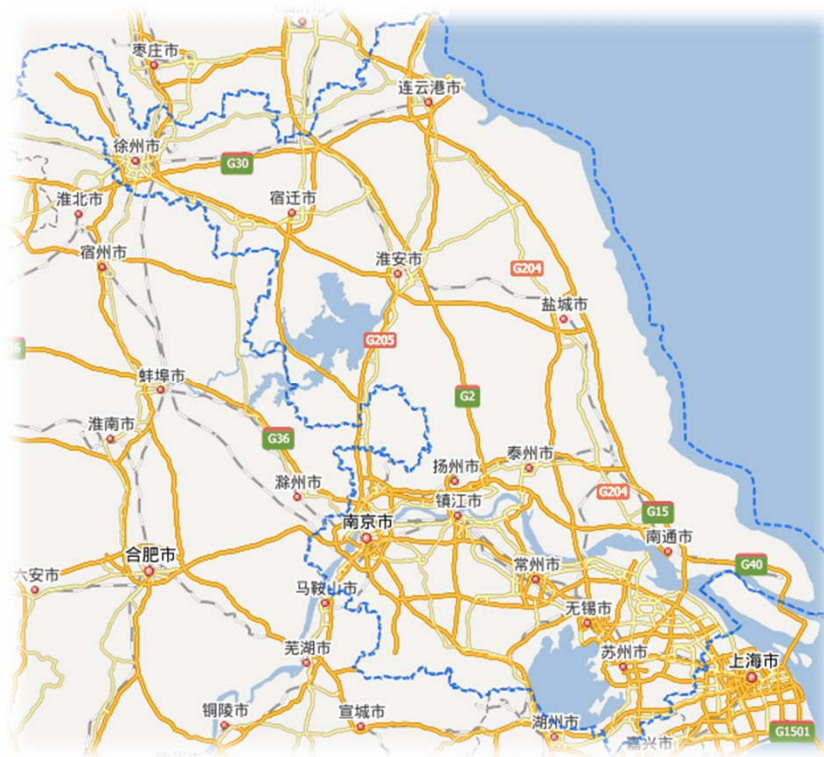 枣庄市
连云港市
徐州市
G30
淮北市
宿迁市
宿州市
淮安市
G204
盐城市
G205
蚌埠市
G2
淮南市
G36
扬州市
泰州市
滁州市
镇江市
G204
G15
南京市
南通市
合肥市
常州市
G40
六安市
马鞍山市
无锡市
芜湖市
苏州市
上海市
铜陵市
宣城市
湖州市
G1501
嘉兴市